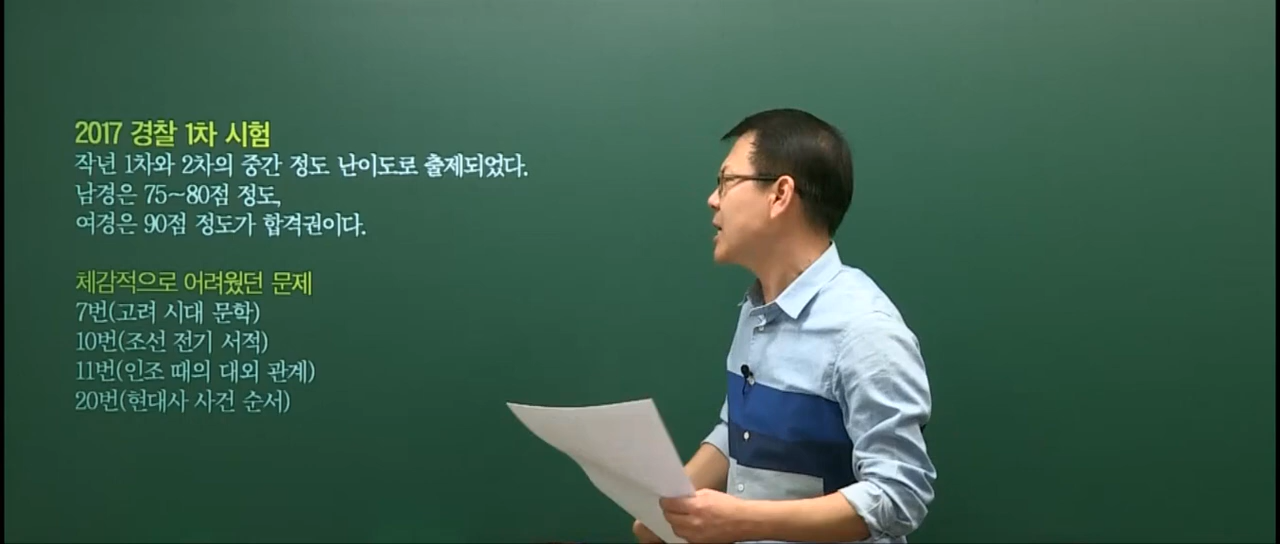 2017 경찰 1차 시험
작년 1차와 2차의 중간 정도 난이도로 출제되었다.
남경은 75~80점 정도,
여경은 90점 정도가 합격권이다.
체감적으로 어려웠던 문제
7번(고려 시대 문학)
10번(조선 전기 서적)
11번(인조 때의 대외 관계)
20번(현대사 사건 순서)